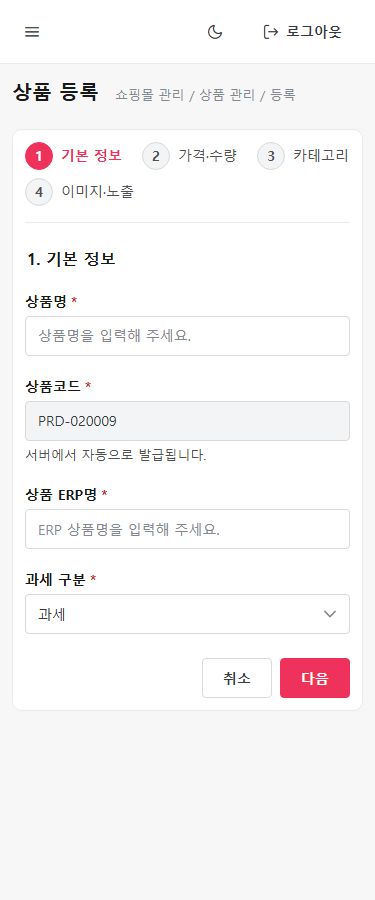 로그아웃
상품 등록 쇼핑몰 관리 / 상품 관리 / 등록
1 기본 정보 2 가격·수량 3 카테고리
4 이미지·노출
1. 기본 정보
상품명 *
상품명을 입력해 주세요.
상품코드 *
PRD-020009
서버에서 자동으로 발급됩니다.
상품 ERP명 *
ERP 상품명을 입력해 주세요.
과세 구분 *
과세
취소 다음